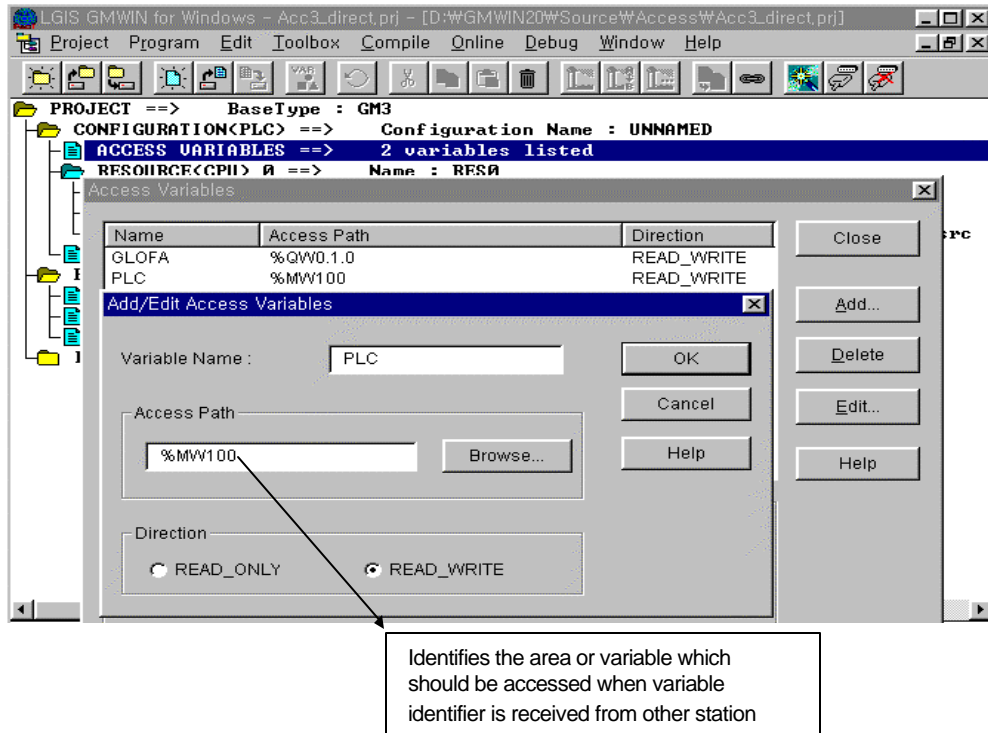 LGIS GMWIN for Windows - Acc3_direct.prj - [D:₩GMWIN20₩Source₩Access₩Acc3_direct.prj]
Project Program Edit Toolbox Compile Online Debug Window Help
PROJECT ==> BaseType : GM3
CONFIGURATION(PLC) ==> Configuration Name : UNNAMED
ACCESS VARIABLES ==> 2 variables listed
RESOURCE(CPU) 0 ==> Name : RES0
Access Variables
Name Access Path Direction
GLOFA %QW0.1.0 READ_WRITE
PLC %MW100 READ_WRITE
Close
Add...
Delete
Edit...
Help
Add/Edit Access Variables
Variable Name : PLC
OK
Cancel
Help
Access Path
%MW100 Browse...
Direction
READ_ONLY READ_WRITE
Identifies the area or variable which
should be accessed when variable
identifier is received from other station